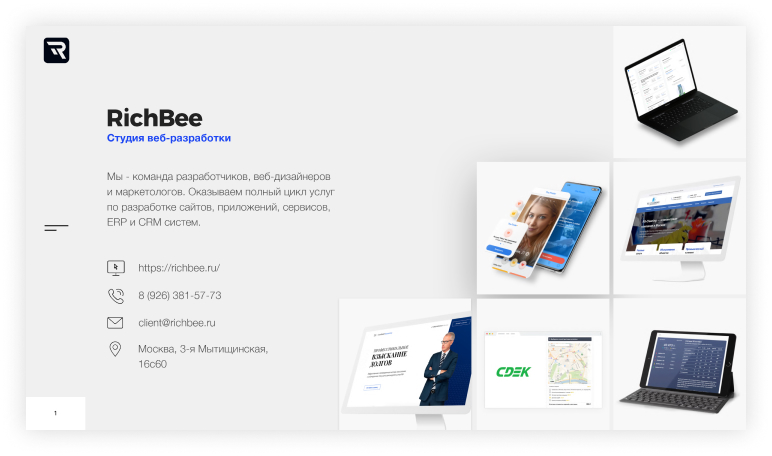 RichBee
Студия веб-разработки
Мы - команда разработчиков, веб-дизайнеров
и маркетологов. Оказываем полный цикл услуг
по разработке сайтов, приложений, сервисов,
ERP и CRM систем.
https://richbee.ru/
8 (926) 381-57-73
client@richbee.ru
Москва, 3-я Мытищинская,
16с60
ВЗЫСКАНИЕ
ДОЛГОВ
CDEK
1